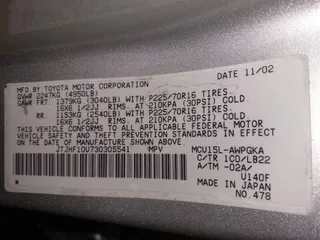 MFD BY TOYOTA MOTOR CORPORATION DATE 11/02
GVWR 2247KG (4950LB)
GAWR FRT. 1379KG (3040LB) WITH P225/70R16 TIRES,
16X6 1/2JJ RIMS, AT 210KPA (30PSI) COLD
RR. 1153KG (2540LB) WITH P225/70R16 TIRES,
16X6 1/2JJ RIMS, AT 210KPA (30PSI) COLD
THIS VEHICLE CONFORMS TO ALL APPLICABLE FEDERAL MOTOR
VEHICLE SAFETY AND THEFT PREVENTION STANDARDS IN EFFECT
ON THE DATE OF MANUFACTURE SHOWN ABOVE.
JTJHF10U730305541 MPV MCU15L-AWPGKA
C/TR 1C0/LB22
A/TM -02A/
U140F
MADE IN JAPAN
NO.478